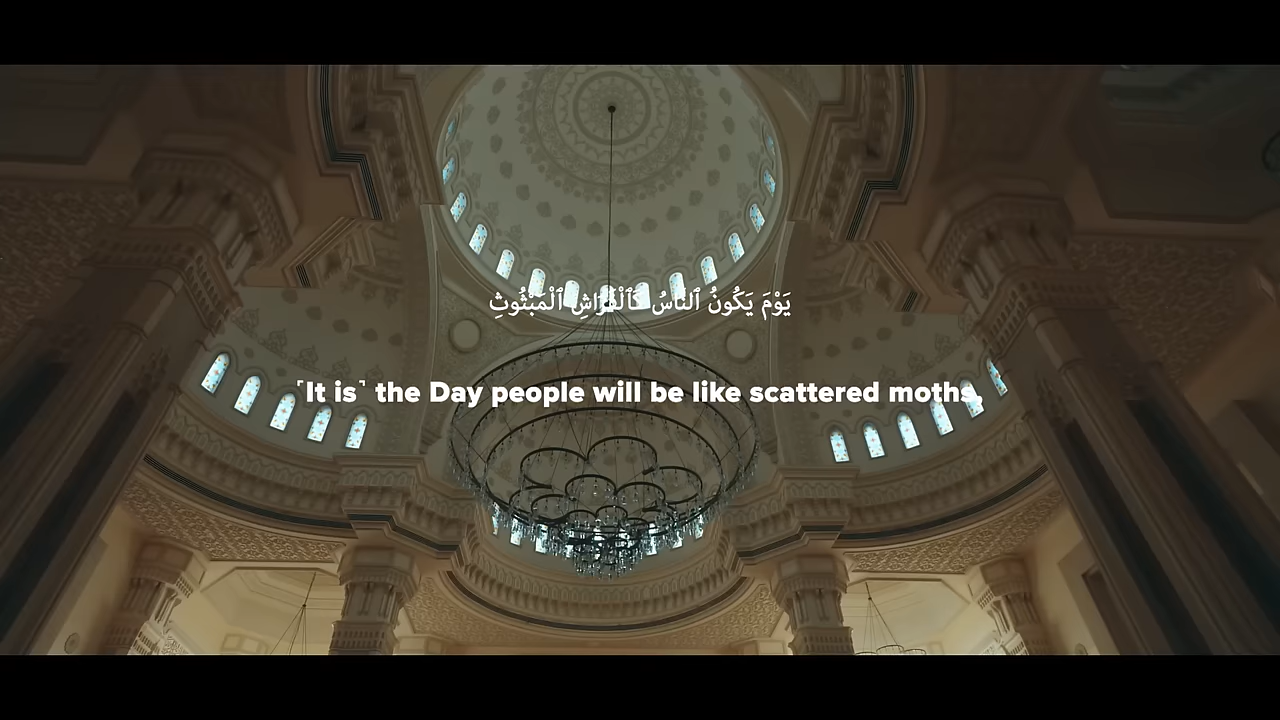 يَوْمَ يَكُونُ ٱلنَّاسُ كَٱلْفَرَاشِ ٱلْمَبْثُوثِ
⸢It is⸣ the Day people will be like scattered moths,